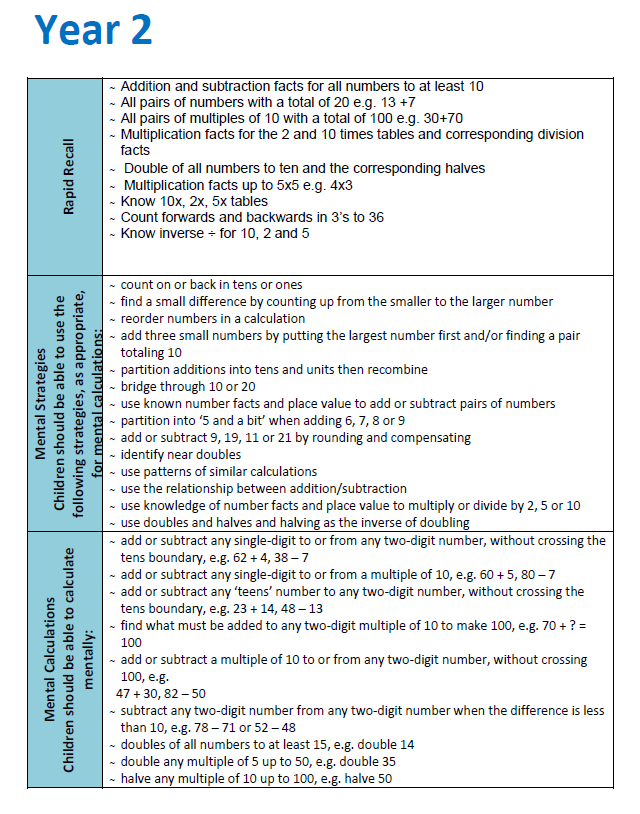 Year 2
Rapid Recall
~ Addition and subtraction facts for all numbers to at least 10
~ All pairs of numbers with a total of 20 e.g. 13 +7
~ All pairs of multiples of 10 with a total of 100 e.g. 30+70
~ Multiplication facts for the 2 and 10 times tables and corresponding division
facts
~ Double of all numbers to ten and the corresponding halves
~ Multiplication facts up to 5x5 e.g. 4x3
~ Know 10x, 2x, 5x tables
~ Count forwards and backwards in 3's to 36
~ Know inverse ÷ for 10, 2 and 5
Mental Strategies
Children should be able to use the
following strategies, as appropriate,
for mental calculations:
~ count on or back in tens or ones
~ find a small difference by counting up from the smaller to the larger number
~ reorder numbers in a calculation
~ add three small numbers by putting the largest number first and/or finding a pair
totaling 10
~ partition additions into tens and units then recombine
~ bridge through 10 or 20
~ use known number facts and place value to add or subtract pairs of numbers
~ partition into ‘5 and a bit’ when adding 6, 7, 8 or 9
~ add or subtract 9, 19, 11 or 21 by rounding and compensating
~ identify near doubles
~ use patterns of similar calculations
~ use the relationship between addition/subtraction
~ use knowledge of number facts and place value to multiply or divide by 2, 5 or 10
~ use doubles and halves and halving as the inverse of doubling
Mental Calculations
Children should be able to calculate
mentally:
~ add or subtract any single-digit to or from any two-digit number, without crossing the
tens boundary, e.g. 62 + 4, 38 – 7
~ add or subtract any single-digit to or from a multiple of 10, e.g. 60 + 5, 80 – 7
~ add or subtract any ‘teens’ number to any two-digit number, without crossing the
tens boundary, e.g. 23 + 14, 48 – 13
~ find what must be added to any two-digit multiple of 10 to make 100, e.g. 70 + ? =
100
~ add or subtract a multiple of 10 to or from any two-digit number, without crossing
100, e.g.
47 + 30, 82 – 50
~ subtract any two-digit number from any two-digit number when the difference is less
than 10, e.g. 78 – 71 or 52 – 48
~ doubles of all numbers to at least 15, e.g. double 14
~ double any multiple of 5 up to 50, e.g. double 35
~ halve any multiple of 10 up to 100, e.g. halve 50